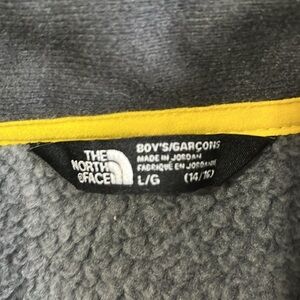 THE
NORTH
FACE
BOY'S/GARÇONS
MADE IN JORDAN
FABRIQUÉ EN JORDANIE
L/G (14/16)